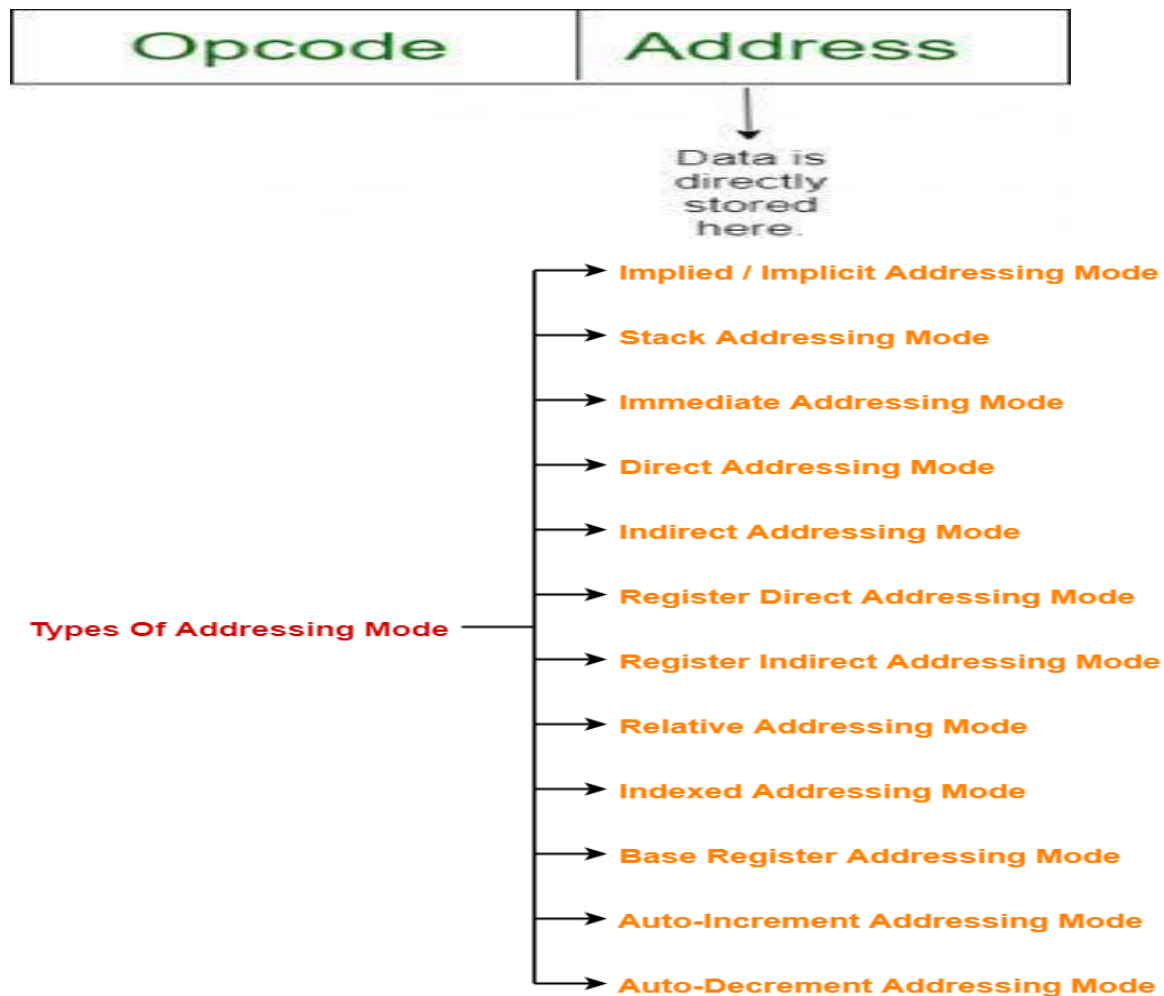 Opcode
Address
Data is
directly
stored
here.
Implied / Implicit Addressing Mode
Stack Addressing Mode
Immediate Addressing Mode
Direct Addressing Mode
Indirect Addressing Mode
Register Direct Addressing Mode
Types Of Addressing Mode
Register Indirect Addressing Mode
Relative Addressing Mode
Indexed Addressing Mode
Base Register Addressing Mode
Auto-Increment Addressing Mode
Auto-Decrement Addressing Mode